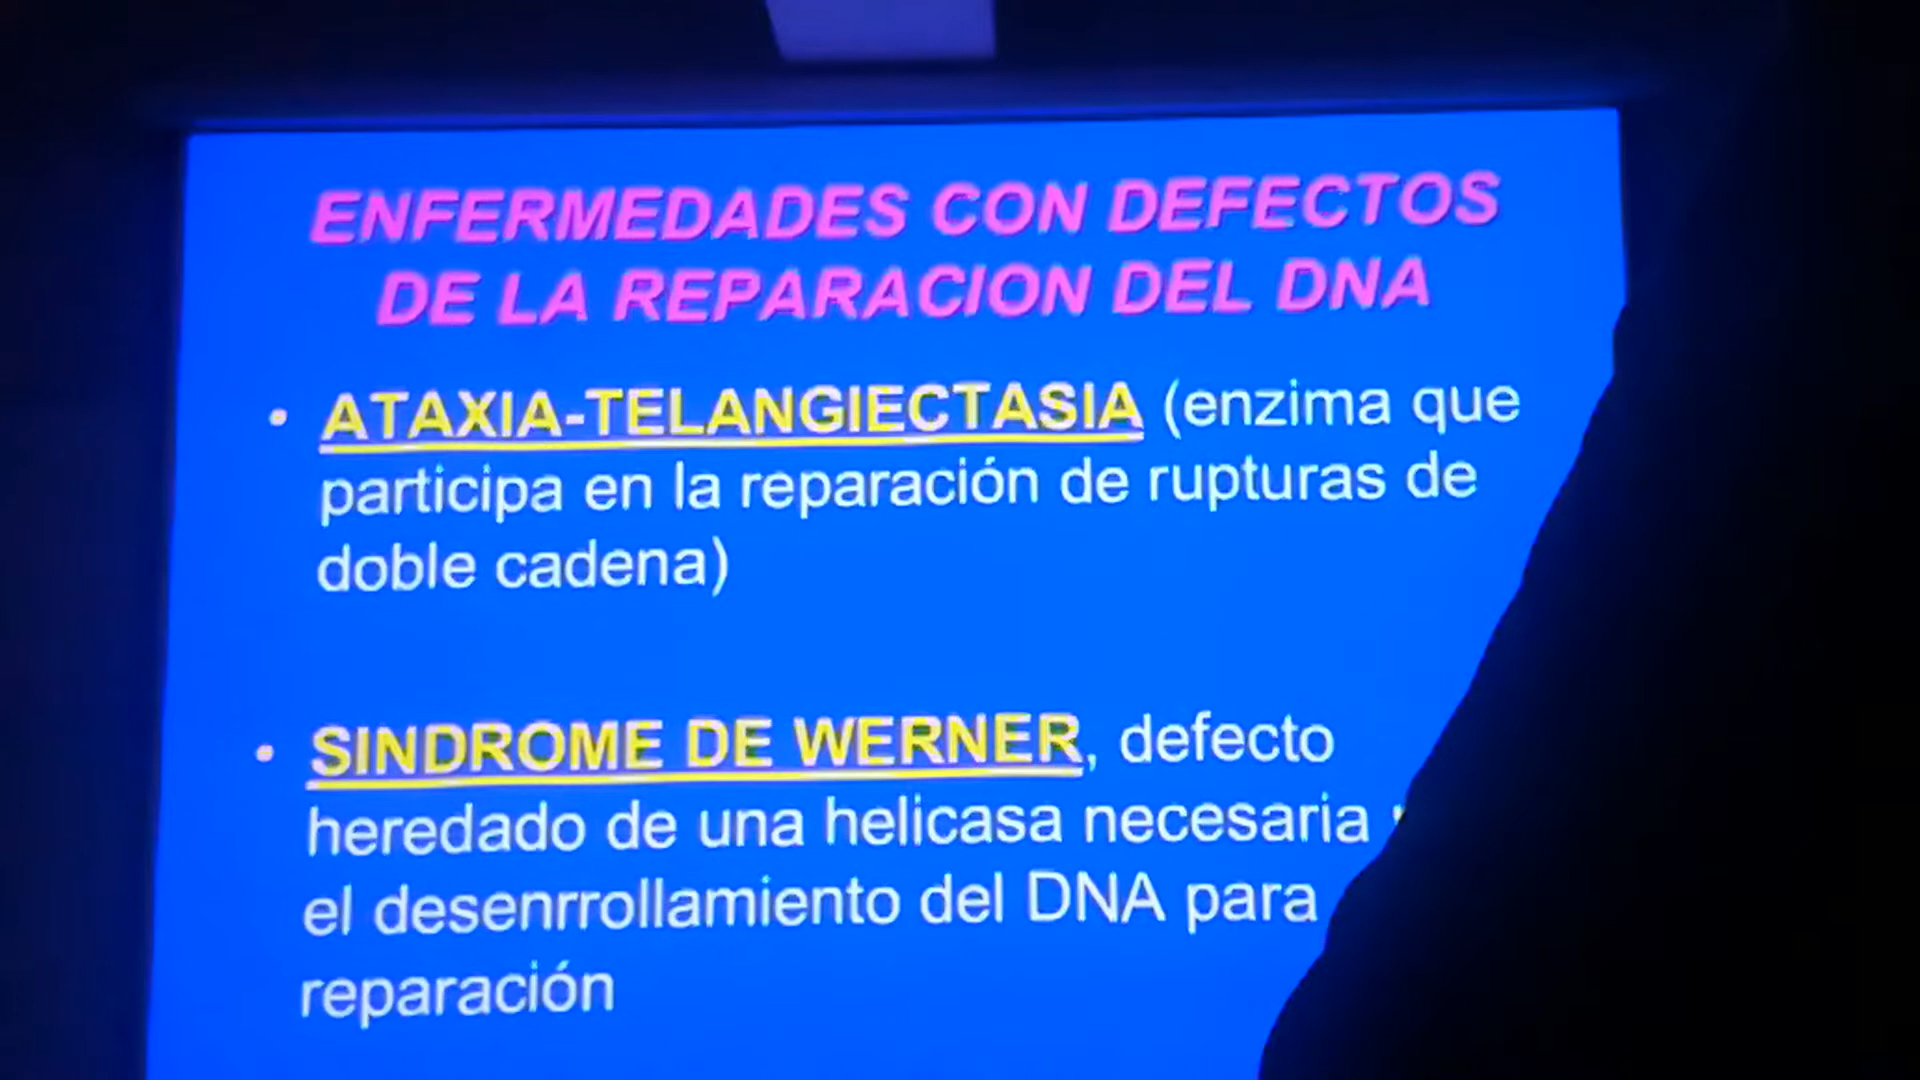 ENFERMEDADES CON DEFECTOS
DE LA REPARACION DEL DNA
• ATAXIA-TELANGIECTASIA (enzima que
participa en la reparación de rupturas de
doble cadena)
• SINDROME DE WERNER, defecto
heredado de una helicasa necesaria
el desenrrollamiento del DNA para
reparación